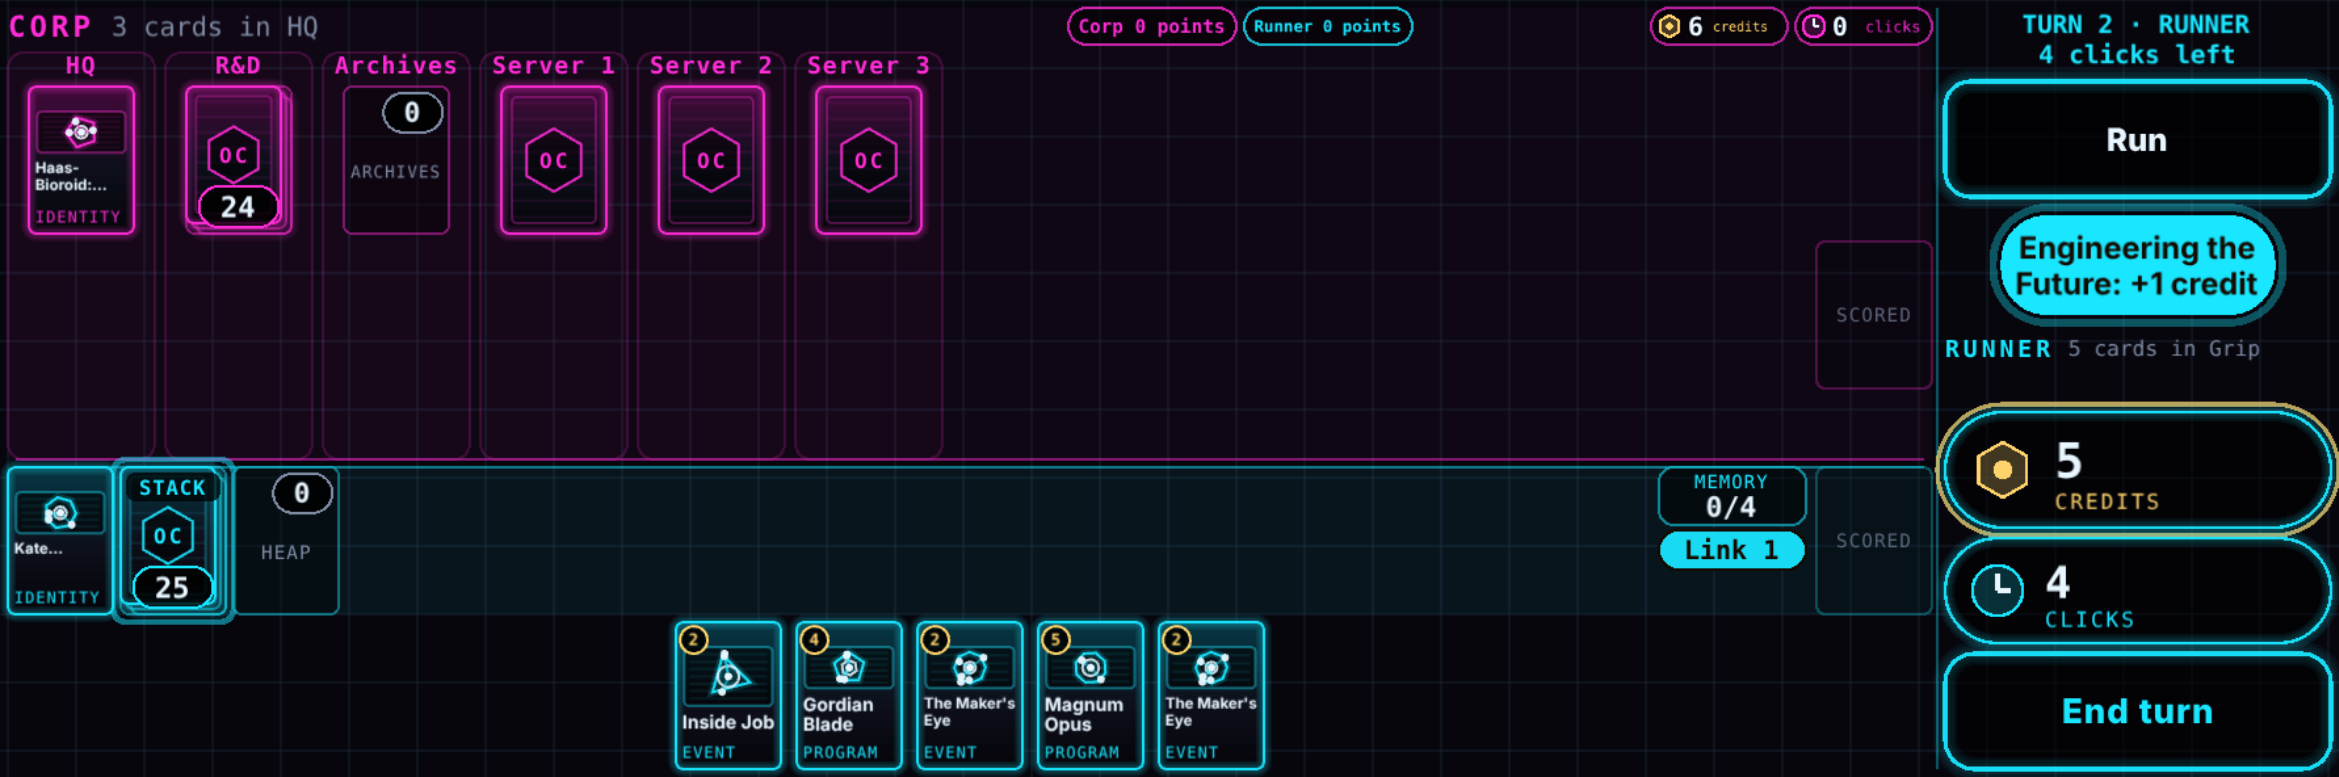 CORP 3 cards in HQ
Corp 0 points
Runner 0 points
6 credits
0 clicks
TURN 2 · RUNNER
4 clicks left
HQ
R&D
Archives
Server 1
Server 2
Server 3
Haas-
Bioroid:...
IDENTITY
OC
24
0
ARCHIVES
OC
OC
OC
SCORED
Run
Engineering the
Future: +1 credit
RUNNER 5 cards in Grip
5
CREDITS
4
CLICKS
End turn
Kate...
IDENTITY
STACK
OC
25
0
HEAP
MEMORY
0/4
Link 1
SCORED
2
Inside Job
EVENT
4
Gordian
Blade
PROGRAM
2
The Maker's
Eye
EVENT
5
Magnum
Opus
PROGRAM
2
The Maker's
Eye
EVENT